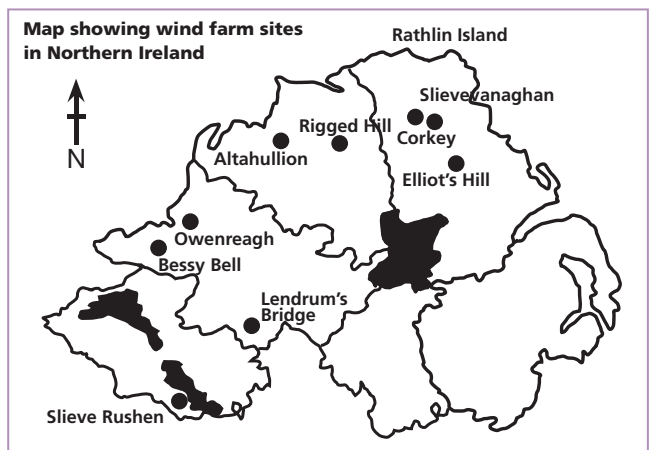 Map showing wind farm sites
in Northern Ireland
Rathlin Island
N
Slievevanaghan
Rigged Hill
Corkey
Altahullion
Elliot’s Hill
Owenreagh
Bessy Bell
Lendrum’s
Bridge
Slieve Rushen